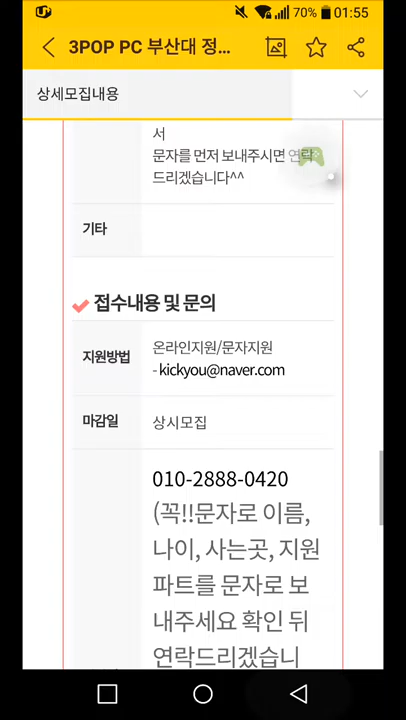 70% 01:55
3POP PC 부산대 정...
상세모집내용
서
문자를 먼저 보내주시면 연락
드리겠습니다^^
기타
접수내용 및 문의
지원방법
온라인지원/문자지원
- kickyou@naver.com
마감일
상시모집
010-2888-0420
(꼭!!문자로 이름,
나이, 사는곳, 지원
파트를 문자로 보
내주세요 확인 뒤
연락드리겠습니